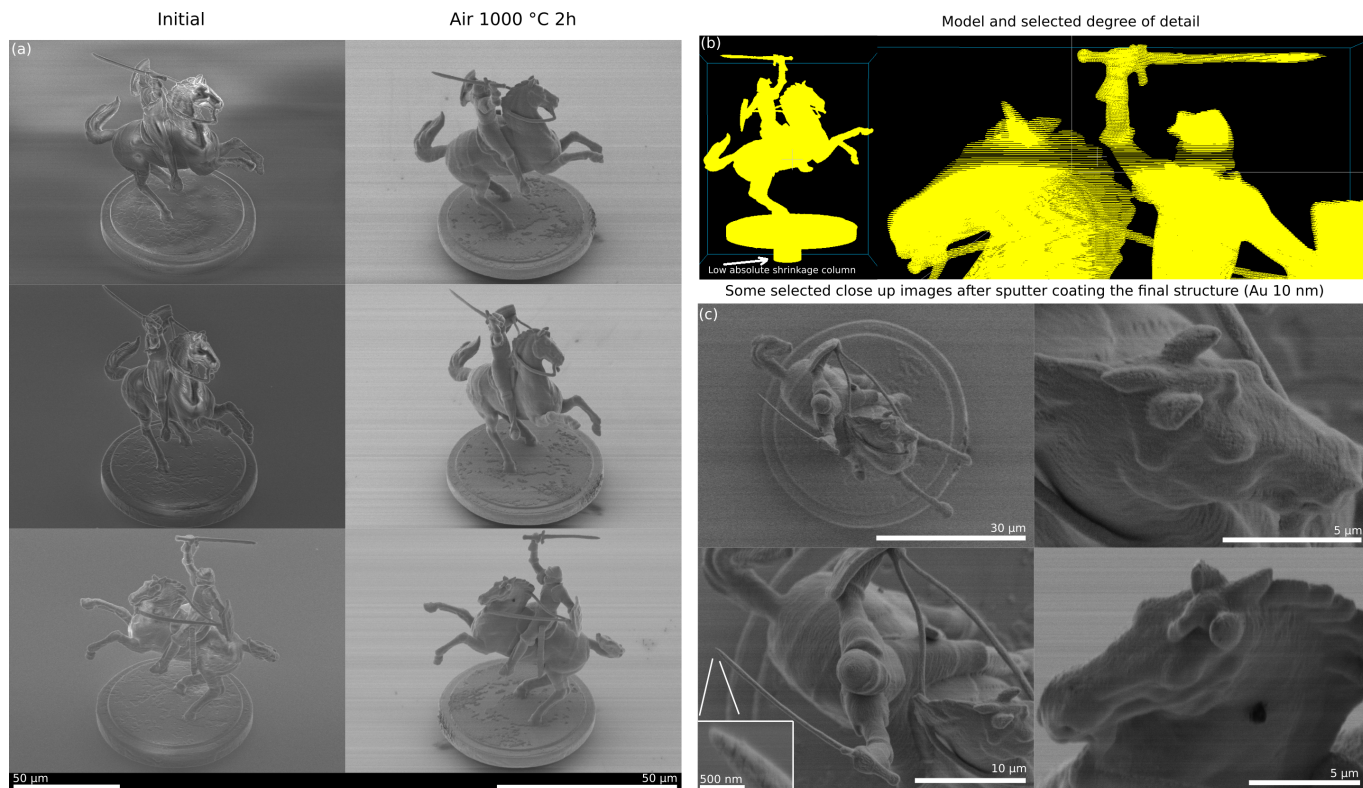 Initial
Air 1000 °C 2h
(a)
50 μm
50 μm
Model and selected degree of detail
(b)
Low absolute shrinkage column
Some selected close up images after sputter coating the final structure (Au 10 nm)
(c)
30 μm
5 μm
500 nm
10 μm
5 μm